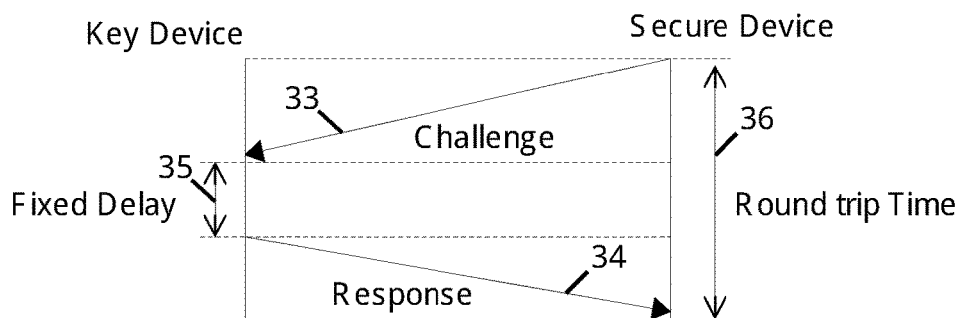 Key Device
Secure Device
33
Challenge
36
35
Fixed Delay
Round trip Time
34
Response